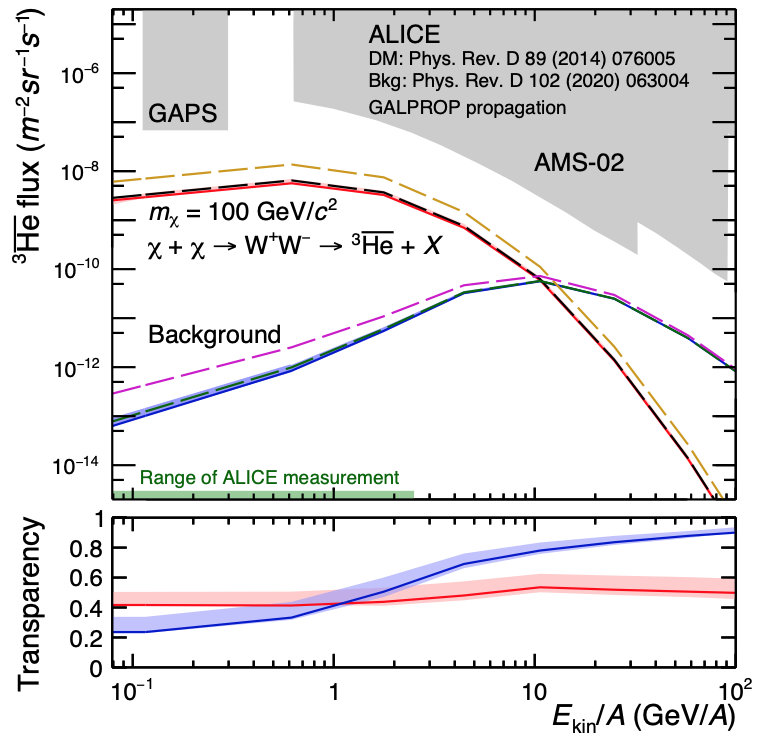 ³H̅e̅ flux (m⁻²sr⁻¹s⁻¹)
10⁻⁶
10⁻⁸
10⁻¹⁰
10⁻¹²
10⁻¹⁴
ALICE
DM: Phys. Rev. D 89 (2014) 076005
Bkg: Phys. Rev. D 102 (2020) 063004
GALPROP propagation
GAPS
AMS-02
mχ = 100 GeV/c²
χ + χ → W⁺W⁻ → ³H̅e̅ + X
Background
Range of ALICE measurement
Transparency
1
0.8
0.6
0.4
0.2
0
10⁻¹ 1 10 10²
E_kin/A (GeV/A)